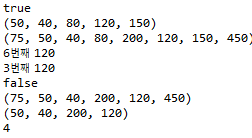 true
(50, 40, 80, 120, 150)
(75, 50, 40, 80, 200, 120, 150, 450)
6번째 120
3번째 120
false
(75, 50, 40, 200, 120, 450)
(50, 40, 200, 120)
4